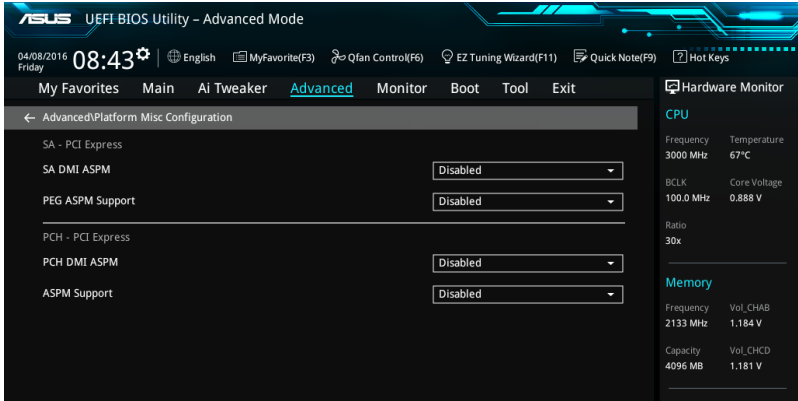 ASUS UEFI BIOS Utility – Advanced Mode
04/08/2016 Friday 08:43 English MyFavorite(F3) Qfan Control(F6) EZ Tuning Wizard(F11) Quick Note(F9) ? Hot Keys
My Favorites Main Ai Tweaker Advanced Monitor Boot Tool Exit
Hardware Monitor
← Advanced\Platform Misc Configuration
SA - PCI Express
SA DMI ASPM Disabled
PEG ASPM Support Disabled
PCH - PCI Express
PCH DMI ASPM Disabled
ASPM Support Disabled
CPU
Frequency Temperature
3000 MHz 67°C
BCLK Core Voltage
100.0 MHz 0.888 V
Ratio
30x
Memory
Frequency Vol_CHAB
2133 MHz 1.184 V
Capacity Vol_CHCD
4096 MB 1.181 V